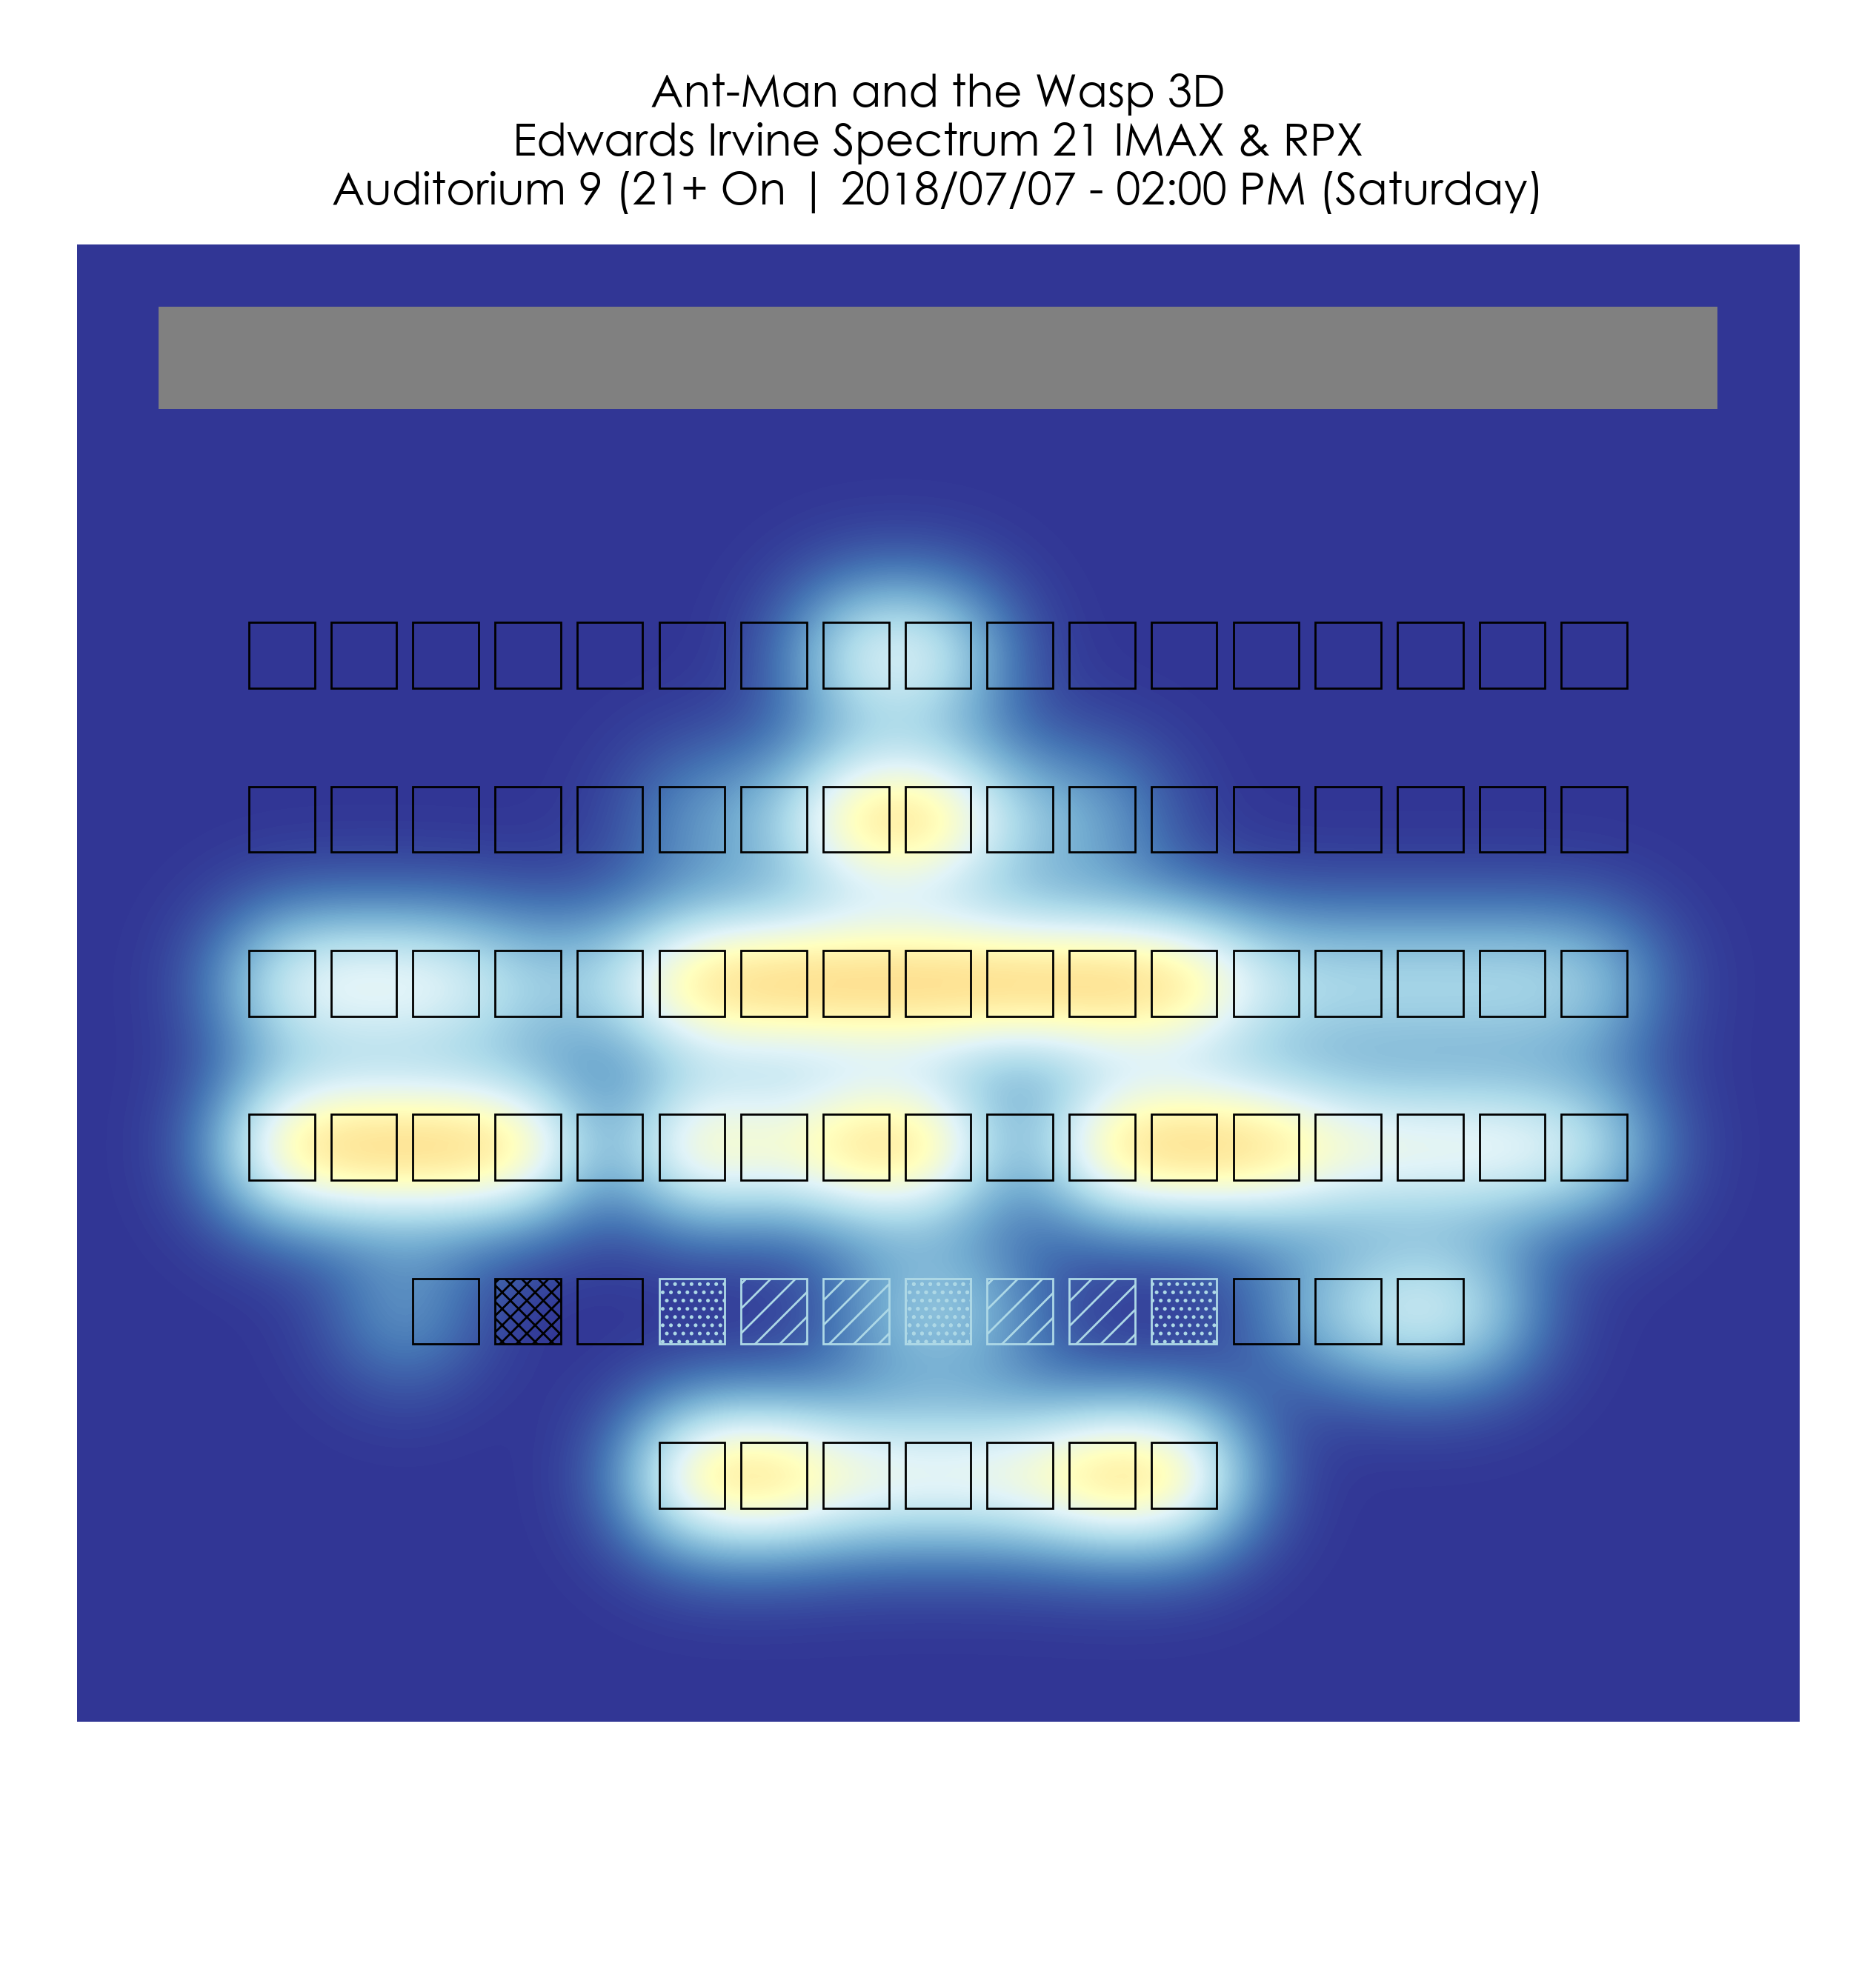 Ant-Man and the Wasp 3D
Edwards Irvine Spectrum 21 IMAX & RPX
Auditorium 9 (21+ On | 2018/07/07 - 02:00 PM (Saturday)